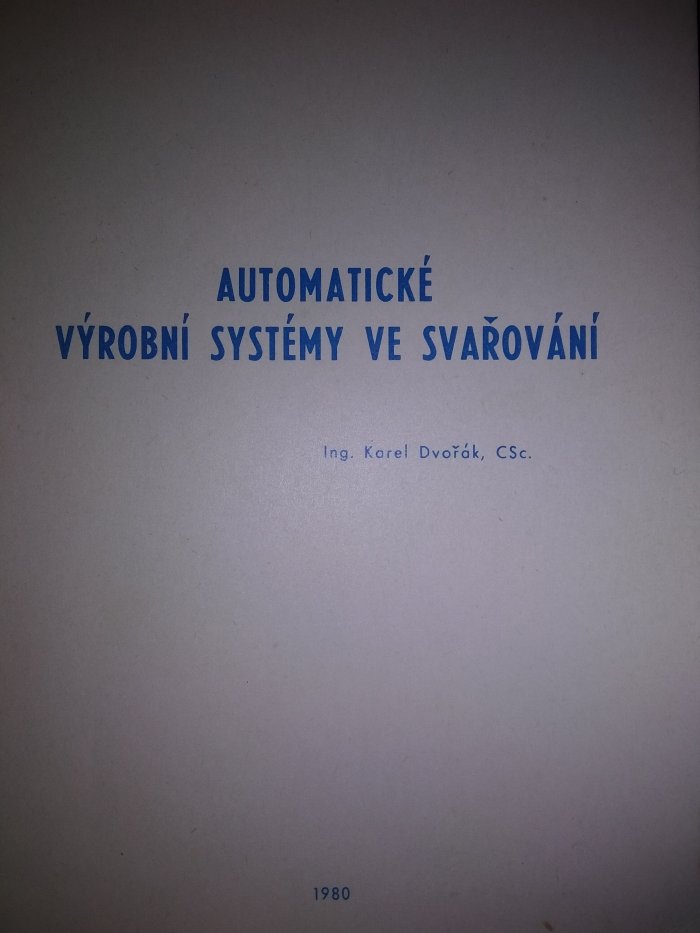 AUTOMATICKÉ
VÝROBNÍ SYSTÉMY VE SVAŘOVÁNÍ
Ing. Karel Dvořák, CSc.
1980